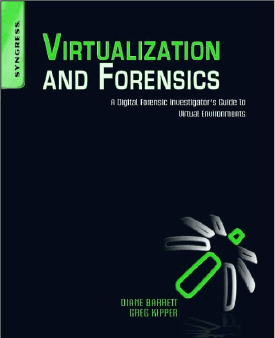 SYNGRESS
VIRTUALIZATION
AND FORENSICS
A Digital Forensic Investigator's Guide To
Virtual Environments
DIANE BARRETT
GREG KIPPER